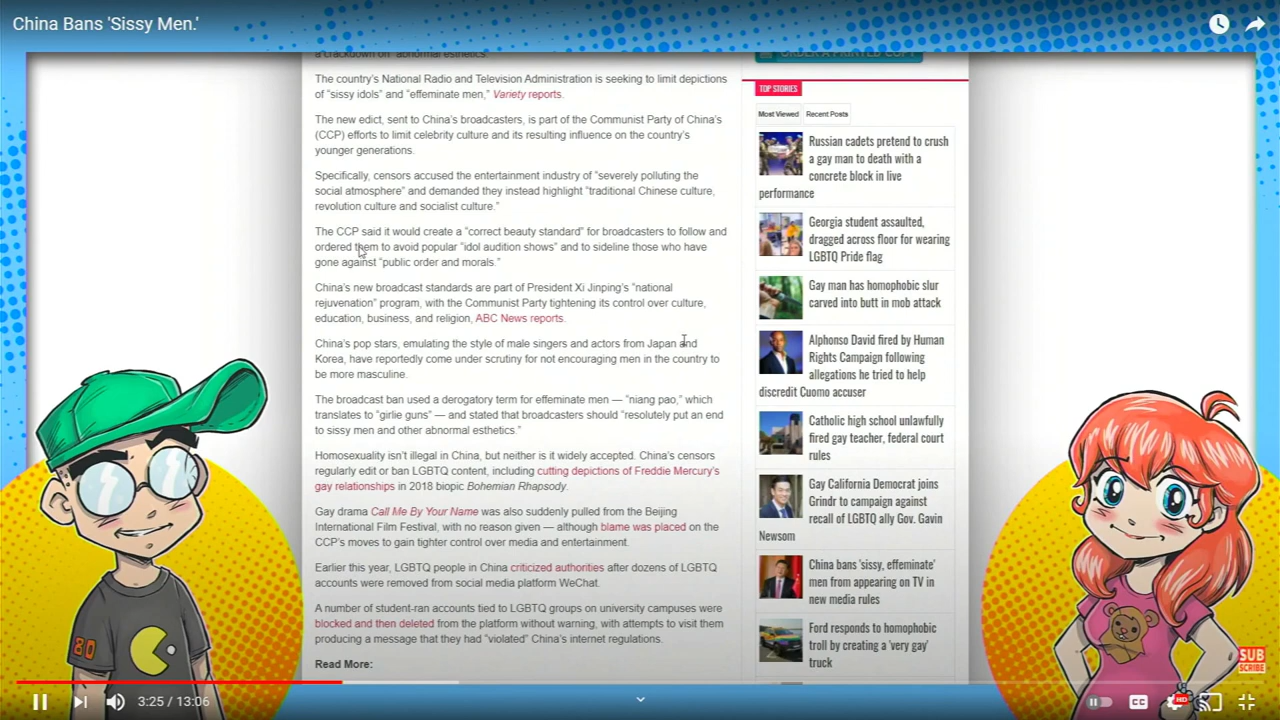 China Bans 'Sissy Men.'
a crackdown on "abnormal esthetics"
The country's National Radio and Television Administration is seeking to limit depictions
of "sissy idols" and "effeminate men," Variety reports.
The new edict, sent to China's broadcasters, is part of the Communist Party of China's
(CCP) efforts to limit celebrity culture and its resulting influence on the country's
younger generations.
Specifically, censors accused the entertainment industry of "severely polluting the
social atmosphere" and demanded they instead highlight "traditional Chinese culture,
revolution culture and socialist culture."
The CCP said it would create a "correct beauty standard" for broadcasters to follow and
ordered them to avoid popular "idol audition shows" and to sideline those who have
gone against "public order and morals."
China's new broadcast standards are part of President Xi Jinping's "national
rejuvenation" program, with the Communist Party tightening its control over culture,
education, business, and religion, ABC News reports.
China's pop stars, emulating the style of male singers and actors from Japan and
Korea, have reportedly come under scrutiny for not encouraging men in the country to
be more masculine.
The broadcast ban used a derogatory term for effeminate men — "niang pao," which
translates to "girlie guns" — and stated that broadcasters should "resolutely put an end
to sissy men and other abnormal esthetics."
Homosexuality isn't illegal in China, but neither is it widely accepted. China's censors
regularly edit or ban LGBTQ content, including cutting depictions of Freddie Mercury's
gay relationships in 2018 biopic Bohemian Rhapsody.
Gay drama Call Me By Your Name was also suddenly pulled from the Beijing
International Film Festival, with no reason given — although blame was placed on the
CCP's moves to gain tighter control over media and entertainment.
Earlier this year, LGBTQ people in China criticized authorities after dozens of LGBTQ
accounts were removed from social media platform WeChat.
A number of student-ran accounts tied to LGBTQ groups on university campuses were
blocked and then deleted from the platform without warning, with attempts to visit them
producing a message that they had "violated" China's internet regulations.
Read More:
ORDER A PRINTED COPY
TOP STORIES
Most Viewed
Recent Posts
Russian cadets pretend to crush
a gay man to death with a
concrete block in live
performance
Georgia student assaulted,
dragged across floor for wearing
LGBTQ Pride flag
Gay man has homophobic slur
carved into butt in mob attack
Alphonso David fired by Human
Rights Campaign following
allegations he tried to help
discredit Cuomo accuser
Catholic high school unlawfully
fired gay teacher, federal court
rules
Gay California Democrat joins
Grindr to campaign against
recall of LGBTQ ally Gov. Gavin
Newsom
China bans 'sissy, effeminate'
men from appearing on TV in
new media rules
Ford responds to homophobic
troll by creating a 'very gay'
truck
80
SUB
SCRIBE
3:25 / 13:06
CC
HD